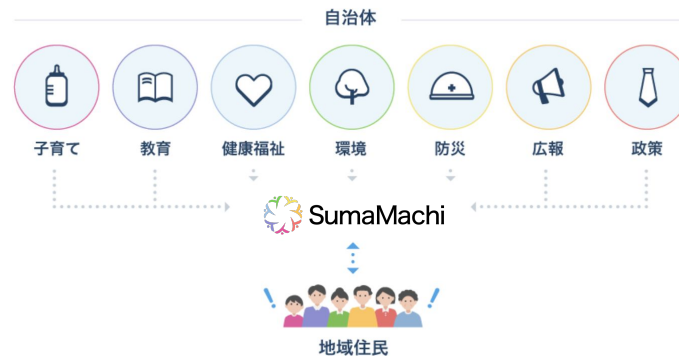 自治体
子育て
教育
健康福祉
環境
防災
広報
政策
SumaMachi
地域住民